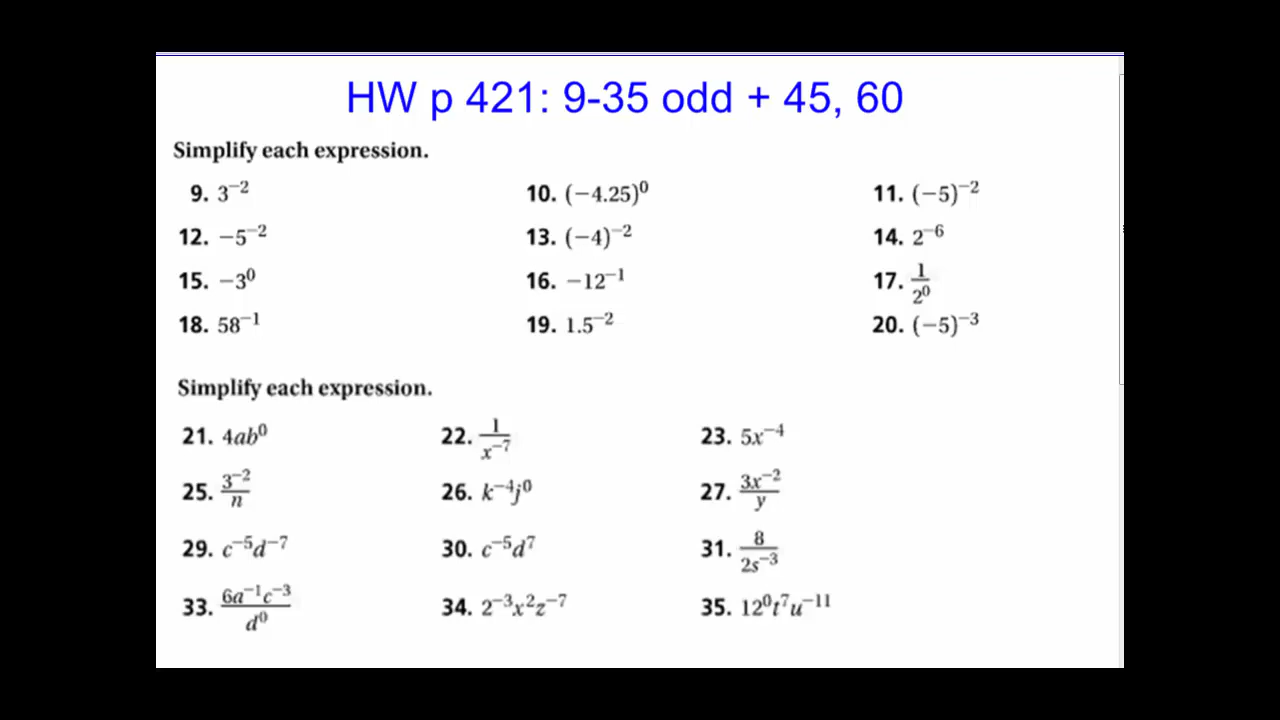 HW p 421: 9-35 odd + 45, 60
Simplify each expression.
9. 3⁻² 10. (−4.25)⁰ 11. (−5)⁻²
12. −5⁻² 13. (−4)⁻² 14. 2⁻⁶
15. −3⁰ 16. −12⁻¹ 17. 1/2⁰
18. 58⁻¹ 19. 1.5⁻² 20. (−5)⁻³
Simplify each expression.
21. 4ab⁰ 22. 1/x⁻⁷ 23. 5x⁻⁴
25. 3⁻²/n 26. k⁻⁴j⁰ 27. 3x⁻²/y
29. c⁻⁵d⁻⁷ 30. c⁻⁵d⁷ 31. 8/2s⁻³
33. 6a⁻¹c⁻³/d⁰ 34. 2⁻³x²z⁻⁷ 35. 12⁰t⁷u⁻¹¹